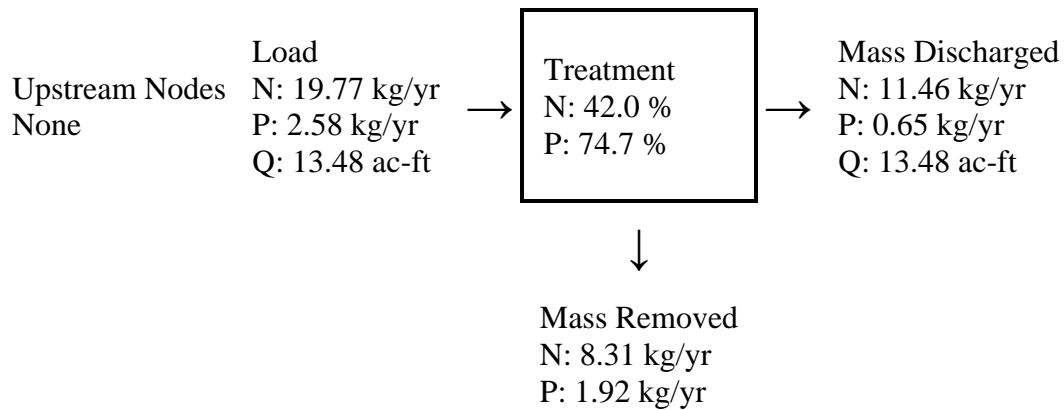 Upstream Nodes
None
Load
N: 19.77 kg/yr
P: 2.58 kg/yr
Q: 13.48 ac-ft
→
Treatment
N: 42.0 %
P: 74.7 %
→
Mass Discharged
N: 11.46 kg/yr
P: 0.65 kg/yr
Q: 13.48 ac-ft
↓
Mass Removed
N: 8.31 kg/yr
P: 1.92 kg/yr